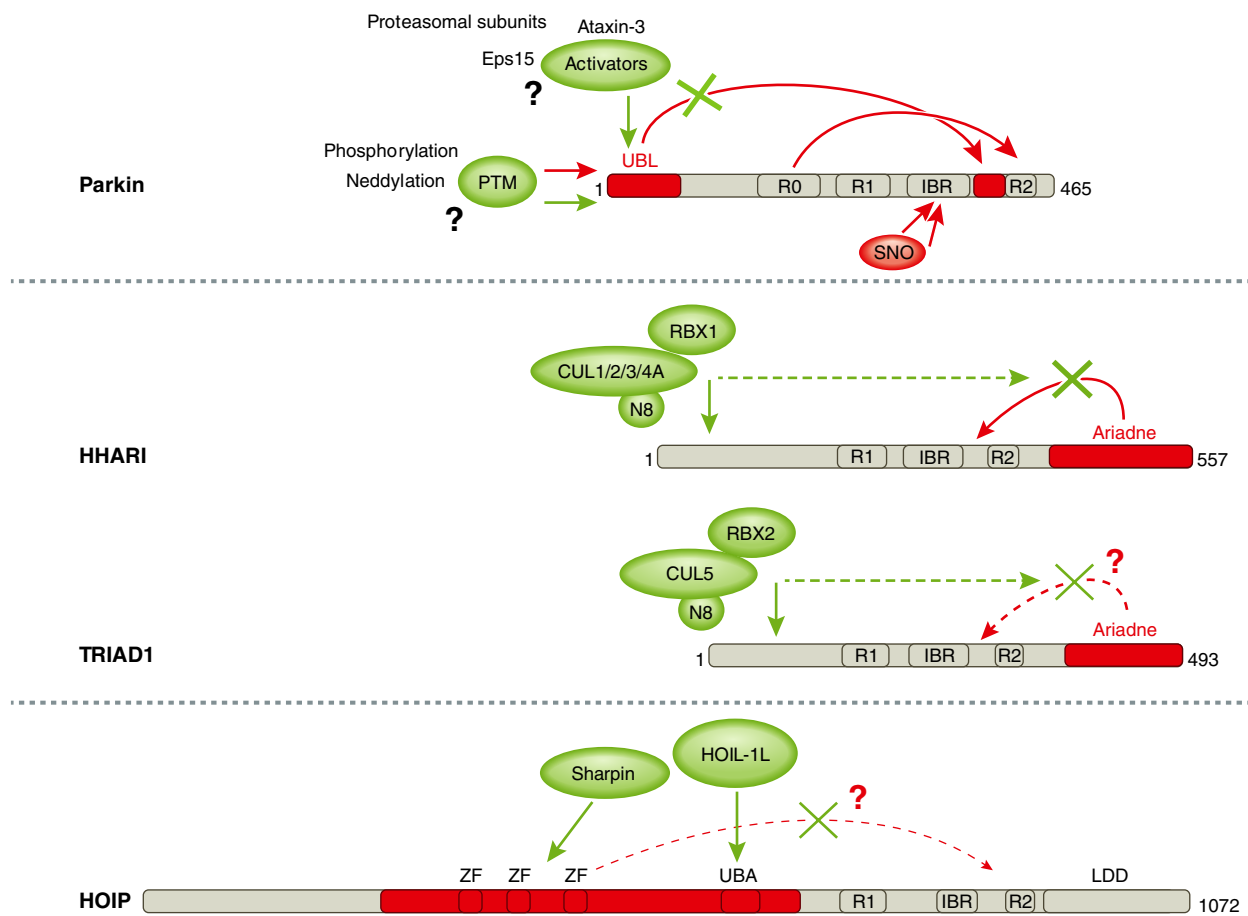 Proteasomal subunits
Ataxin-3
Eps15
Activators
?
Phosphorylation
UBL
Neddylation
PTM
Parkin
1
R0
R1
IBR
R2
465
?
SNO
RBX1
CUL1/2/3/4A
N8
Ariadne
HHARI
1
R1
IBR
R2
557
RBX2
CUL5
?
N8
Ariadne
TRIAD1
1
R1
IBR
R2
493
HOIL-1L
Sharpin
?
ZF
ZF
ZF
UBA
LDD
HOIP
R1
IBR
R2
1072